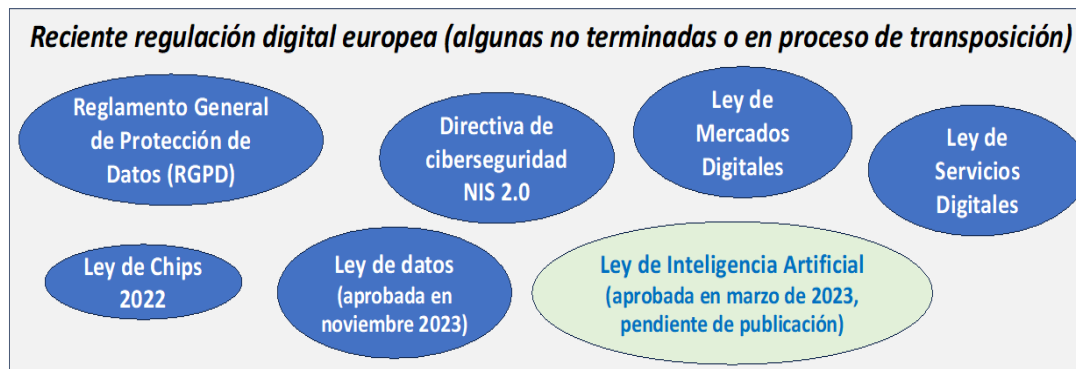 Reciente regulación digital europea (algunas no terminadas o en proceso de transposición)
Reglamento General
de Protección de
Datos (RGPD)
Directiva de
ciberseguridad
NIS 2.0
Ley de
Mercados
Digitales
Ley de
Servicios
Digitales
Ley de Chips
2022
Ley de datos
(aprobada en
noviembre 2023)
Ley de Inteligencia Artificial
(aprobada en marzo de 2023,
pendiente de publicación)